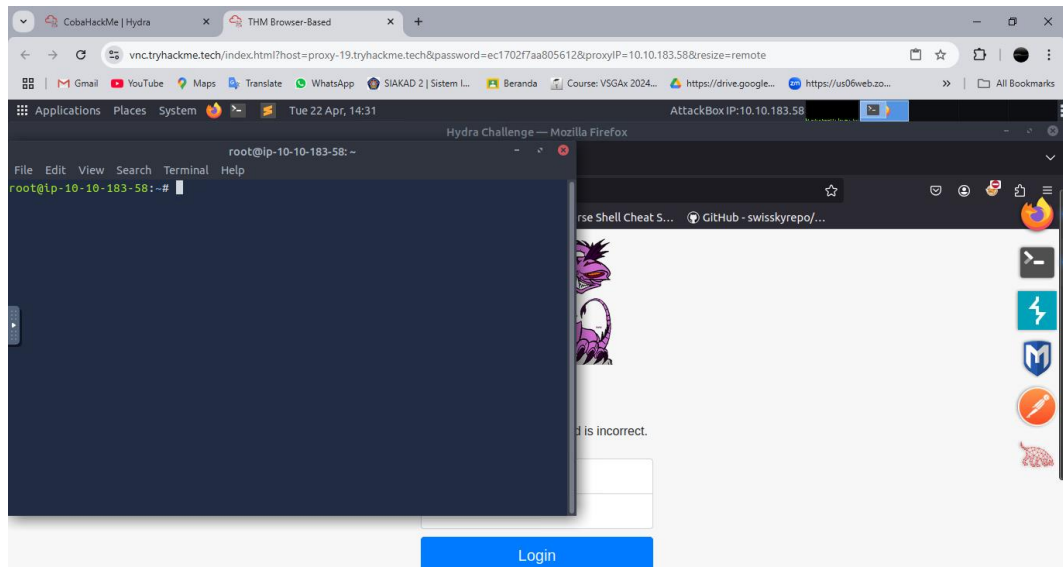 CobaHackMe | Hydra
THM Browser-Based
vnc.tryhackme.tech/index.html?host=proxy-19.tryhackme.tech&password=ec1702f7aa805612&proxyIP=10.10.183.58&resize=remote
Gmail YouTube Maps Translate WhatsApp SIAKAD 2 | Sistem I... Beranda Course: VSGAx 2024... https://drive.google... https://us06web.zo... » All Bookmarks
Applications Places System Tue 22 Apr, 14:31 AttackBox IP:10.10.183.58
Hydra Challenge — Mozilla Firefox
root@ip-10-10-183-58: ~
File Edit View Search Terminal Help
root@ip-10-10-183-58:~#
rse Shell Cheat S... GitHub - swisskyrepo/...
d is incorrect.
Login